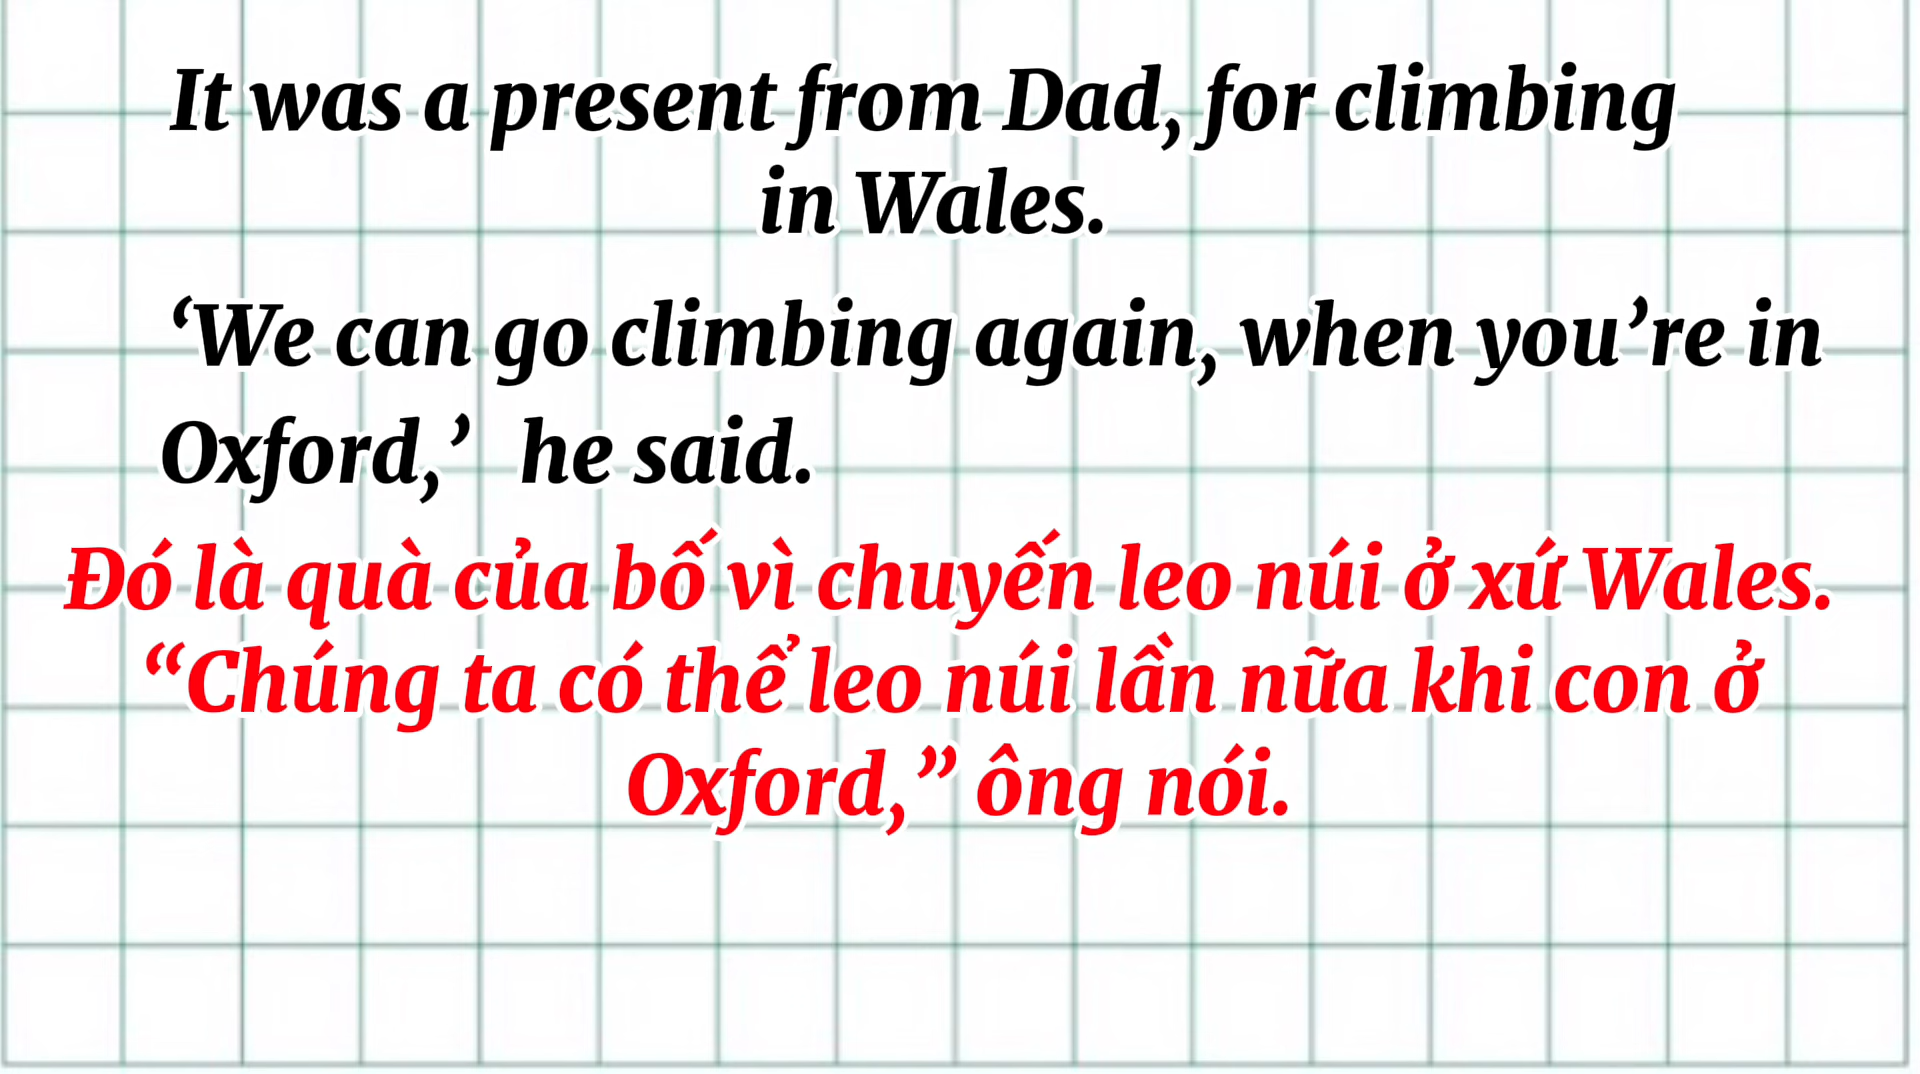 It was a present from Dad, for climbing
in Wales.
‘We can go climbing again, when you’re in
Oxford,’ he said.
Đó là quà của bố vì chuyến leo núi ở xứ Wales.
“Chúng ta có thể leo núi lần nữa khi con ở
Oxford,” ông nói.